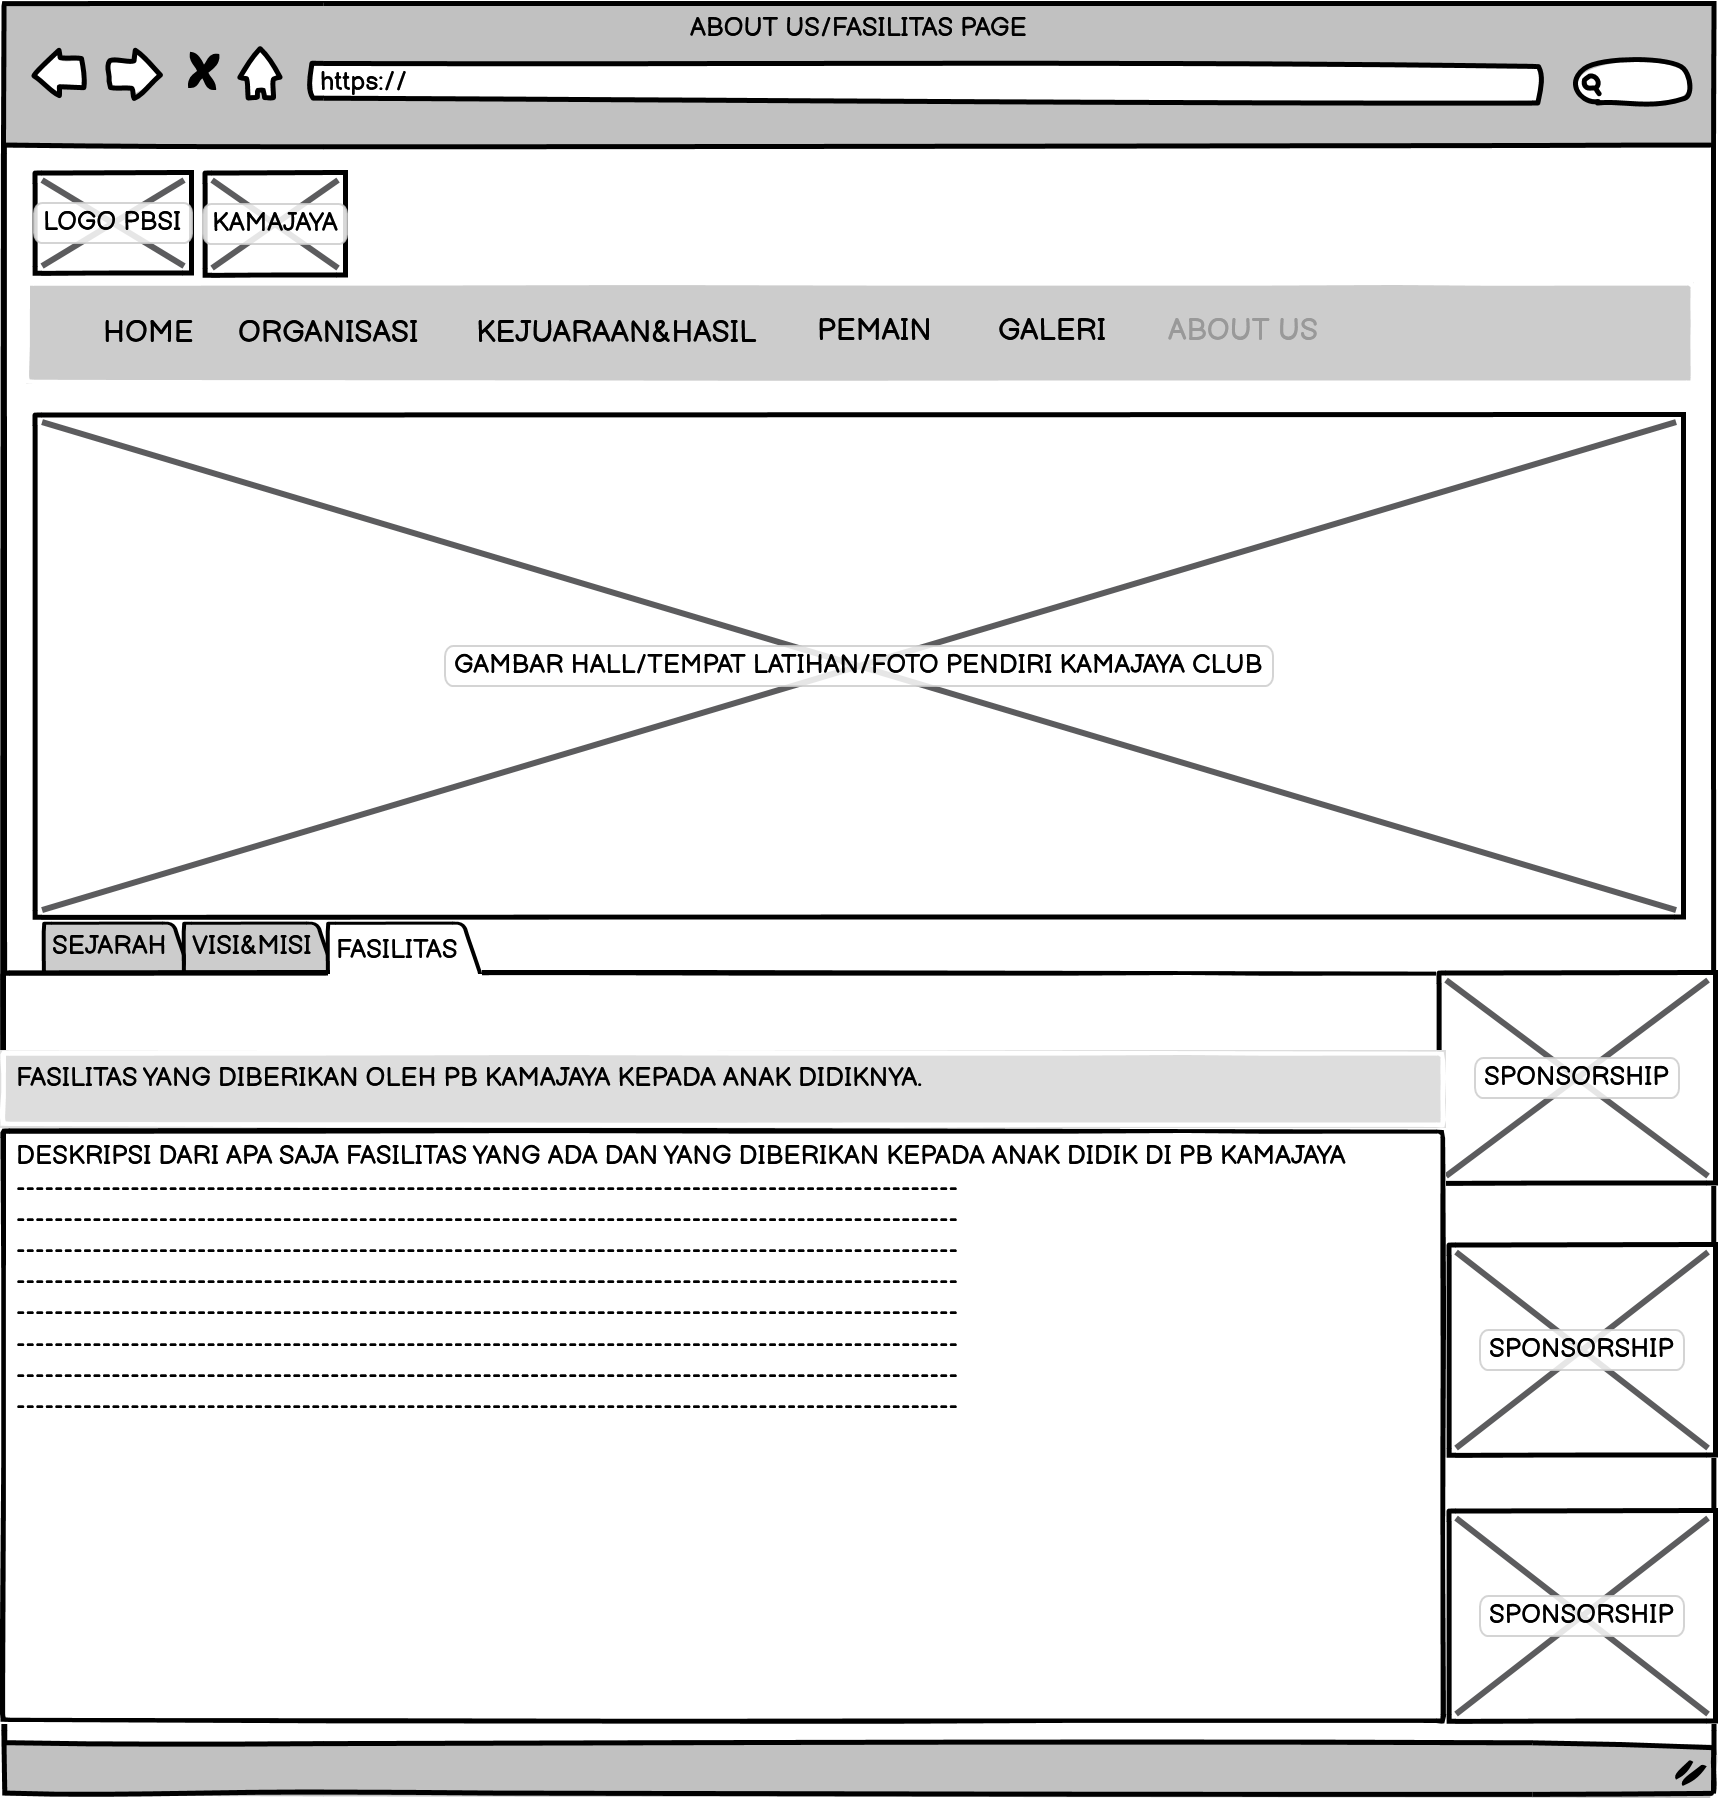 ABOUT US/FASILITAS PAGE
https://
LOGO PBSI KAMAJAYA
HOME ORGANISASI KEJUARAAN&HASIL PEMAIN GALERI ABOUT US
GAMBAR HALL/TEMPAT LATIHAN/FOTO PENDIRI KAMAJAYA CLUB
SEJARAH VISI&MISI FASILITAS
FASILITAS YANG DIBERIKAN OLEH PB KAMAJAYA KEPADA ANAK DIDIKNYA.
SPONSORSHIP
DESKRIPSI DARI APA SAJA FASILITAS YANG ADA DAN YANG DIBERIKAN KEPADA ANAK DIDIK DI PB KAMAJAYA
SPONSORSHIP
SPONSORSHIP